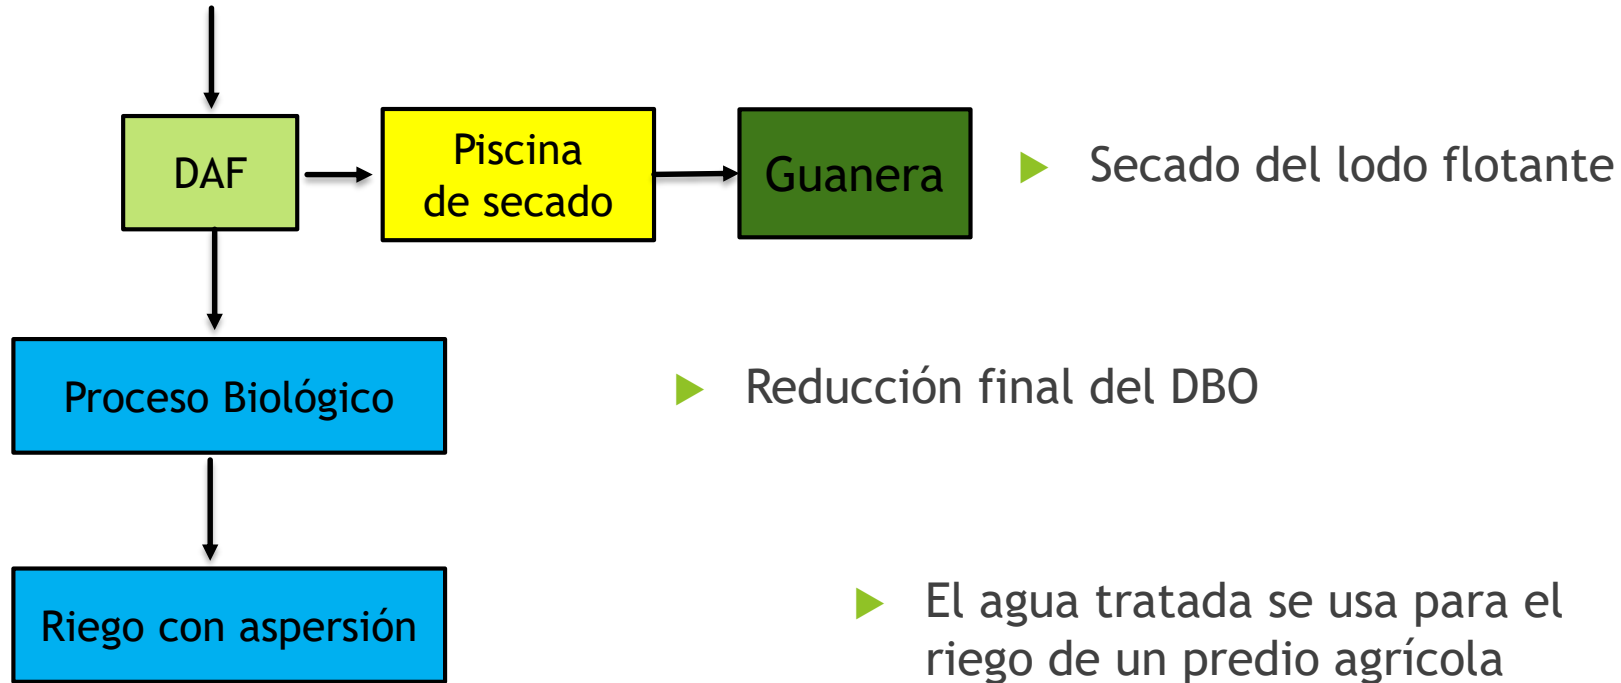 DAF
Piscina
de secado
Guanera
Secado del lodo flotante
Proceso Biológico
Reducción final del DBO
Riego con aspersión
El agua tratada se usa para el
riego de un predio agrícola